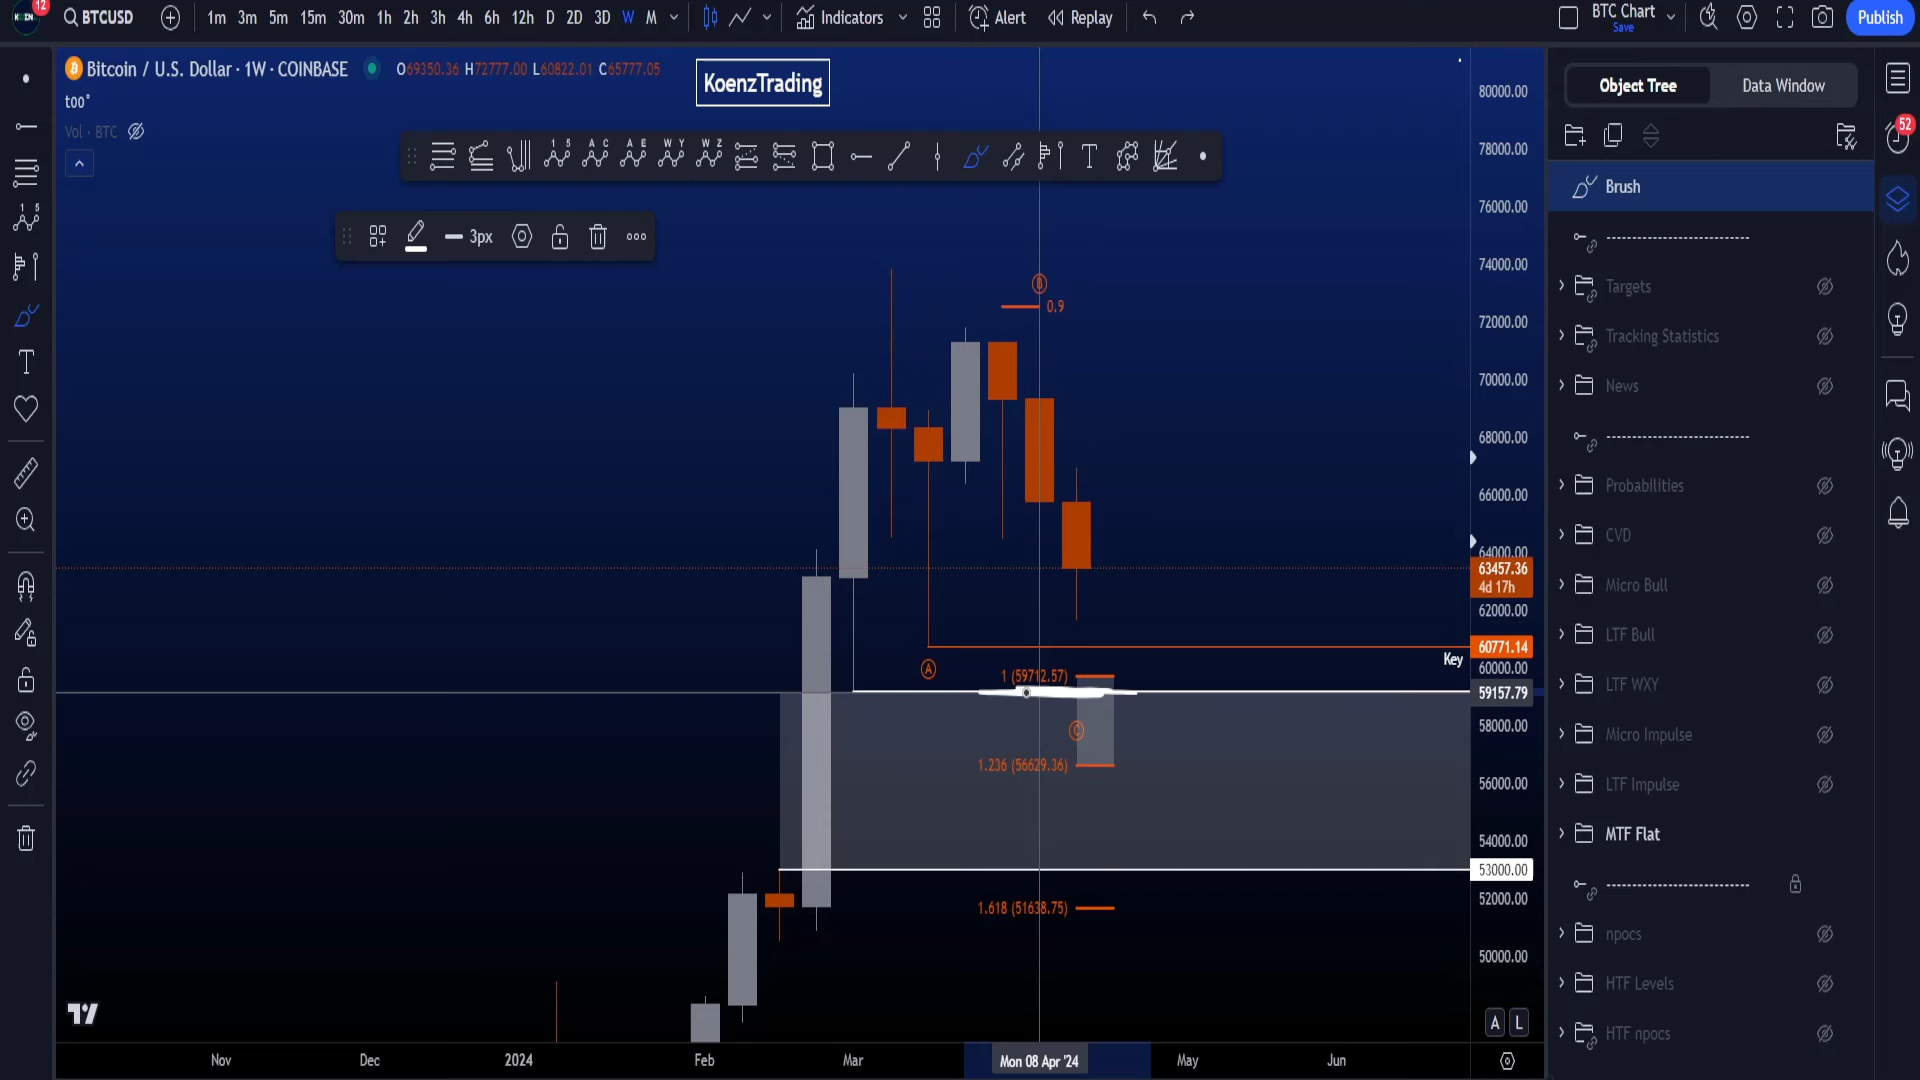 12
BTCUSD 1m 3m 5m 15m 30m 1h 2h 3h 4h 6h 12h D 2D 3D W M Indicators Alert Replay BTC Chart Save Publish
Bitcoin / U.S. Dollar · 1W · COINBASE O69350.36 H72777.00 L60822.01 C65777.05
KoenzTrading
too°
Vol · BTC
1 5 A C A E W Y W Z T
3px
80000.00
78000.00
76000.00
74000.00
72000.00
70000.00
68000.00
66000.00
64000.00
63457.36
4d 17h
62000.00
60771.14
60000.00
59157.79
58000.00
56000.00
54000.00
53000.00
52000.00
50000.00
B
0.9
A
Key
1 (59712.57)
C
1.236 (56629.36)
1.618 (51638.75)
A L
Nov Dec 2024 Feb Mar Mon 08 Apr '24 May Jun
Object Tree Data Window
52
Brush
--------------------------
Targets
Tracking Statistics
News
--------------------------
Probabilities
CVD
Micro Bull
LTF Bull
LTF WXY
Micro Impulse
LTF Impulse
MTF Flat
--------------------------
npocs
HTF Levels
HTF npocs